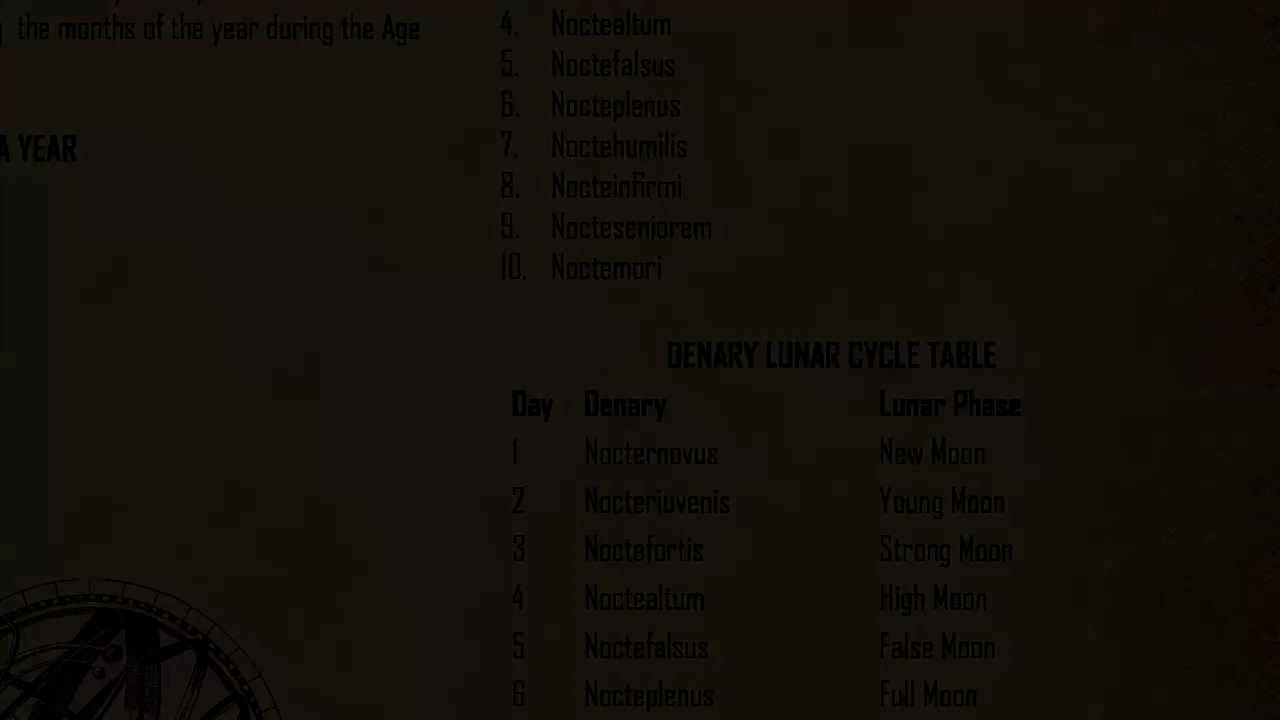 the months of the year during the Age
A YEAR
4. Noctealtum
5. Noctefalsus
6. Nocteplenus
7. Noctehumilis
8. Nocteinfirmi
9. Nocteseniorem
10. Noctemori
DENARY LUNAR CYCLE TABLE
Day Denary Lunar Phase
1 Nocternovus New Moon
2 Nocteriuvenis Young Moon
3 Noctefortis Strong Moon
4 Noctealtum High Moon
5 Noctefalsus False Moon
6 Nocteplenus Full Moon